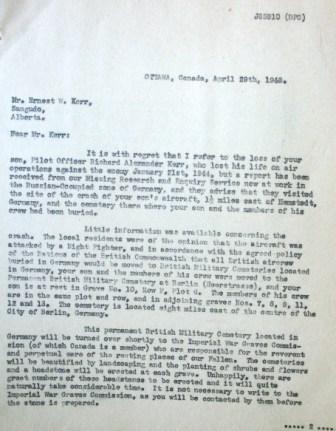 J85810 (DPS)
OTTAWA, Canada, April 29th, 1948.
Mr. Ernest W. Kerr,
Sangudo,
Alberta.
Dear Mr. Kerr:
It is with regret that I refer to the loss of your
son, Pilot Officer Richard Alexander Kerr, who lost his life on air
operations against the enemy January 21st, 1944, but a report has been
received from our Missing Research and Enquiry Service now at work in
the Russian-Occupied zone of Germany, and they advise that they visited
the site of the crash of your son's aircraft, 1½ miles east of
Germany, and the cemetery there where your son and the members of his
crew had been buried.
Little information was available concerning the
crash. The local residents were of the opinion that the aircraft was
attacked by a Night Fighter, and in accordance with the agreed policy
of the Nations of the British Commonwealth that all British aircrew
buried in Germany would be moved to British Military Cemeteries located
in Germany, your son and the members of his crew were moved to the
Permanent British Military Cemetery at Berlin (Heerstrasse), and your
son is at rest in Grave No. 10, Row E, Plot 6. The members of his crew
are in the same plot and row, and in adjoining graves Nos. 7, 8, 9, 11,
12 and 13. The cemetery is located eight miles east of the centre of the
City of Berlin, Germany.
This permanent British Military Cemetery located in
Germany will be turned over shortly to the Imperial War Graves Commis-
sion (of which Canada is a member) who are responsible for the reverent
and perpetual care of the resting places of our Fallen. The cemeteries
will be beautified by landscaping and the planting of shrubs and flowers
and a headstone will be erected at each grave. Unhappily, there are
great numbers of these headstones to be erected and it will quite
naturally take considerable time. It is not necessary to write to the
Imperial War Graves Commission, as you will be contacted by them before
the stone is prepared.
..... 2 .....